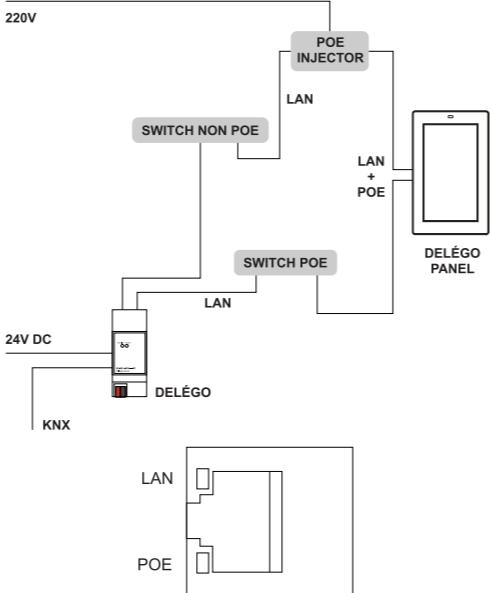 220V
POE
INJECTOR
LAN
SWITCH NON POE
LAN
+
POE
DELÉGO
PANEL
SWITCH POE
LAN
24V DC
DELÉGO
KNX
LAN
POE